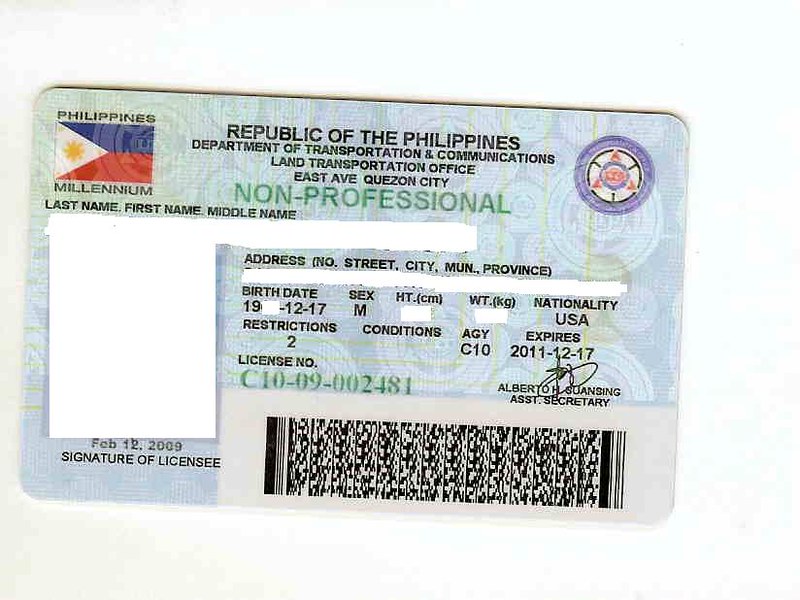 PHILIPPINES
MILLENNIUM
REPUBLIC OF THE PHILIPPINES
DEPARTMENT OF TRANSPORTATION & COMMUNICATIONS
LAND TRANSPORTATION OFFICE
EAST AVE QUEZON CITY
NON-PROFESSIONAL
LAST NAME, FIRST NAME, MIDDLE NAME
ADDRESS (NO. STREET, CITY, MUN., PROVINCE)
BIRTH DATE SEX HT.(cm) WT.(kg) NATIONALITY
19 -12-17 M USA
RESTRICTIONS CONDITIONS AGY EXPIRES
2 C10 2011-12-17
LICENSE NO.
C10-09-002481
ALBERTO H. SUANSING
ASST. SECRETARY
Feb 12, 2009
SIGNATURE OF LICENSEE